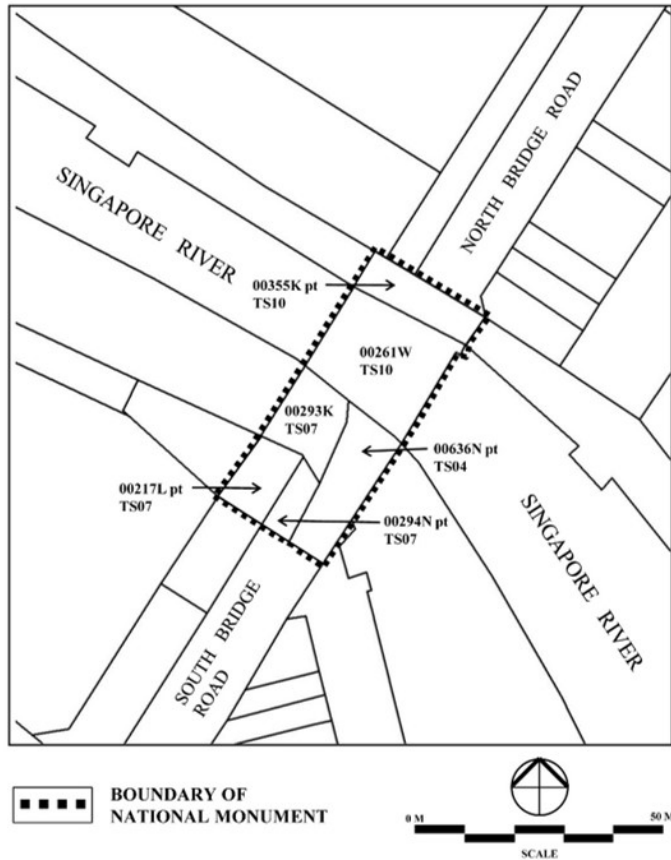 NORTH BRIDGE ROAD
SINGAPORE RIVER
00355K pt
TS10
00261W
TS10
00293K
TS07
00636N pt
TS04
00217L pt
TS07
00294N pt
TS07
SINGAPORE RIVER
SOUTH BRIDGE
ROAD
BOUNDARY OF
NATIONAL MONUMENT
0 M
50 M
SCALE